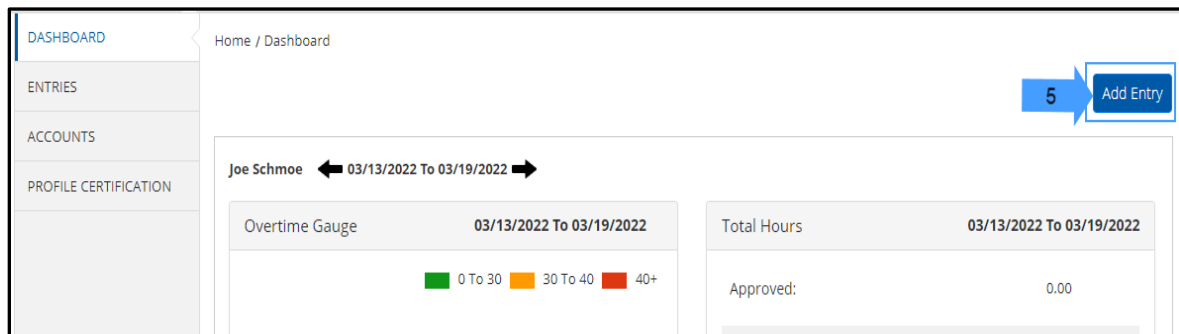 DASHBOARD
ENTRIES
ACCOUNTS
PROFILE CERTIFICATION
Home / Dashboard
5
Add Entry
Joe Schmoe 03/13/2022 To 03/19/2022
Overtime Gauge 03/13/2022 To 03/19/2022
0 To 30 30 To 40 40+
Total Hours 03/13/2022 To 03/19/2022
Approved: 0.00